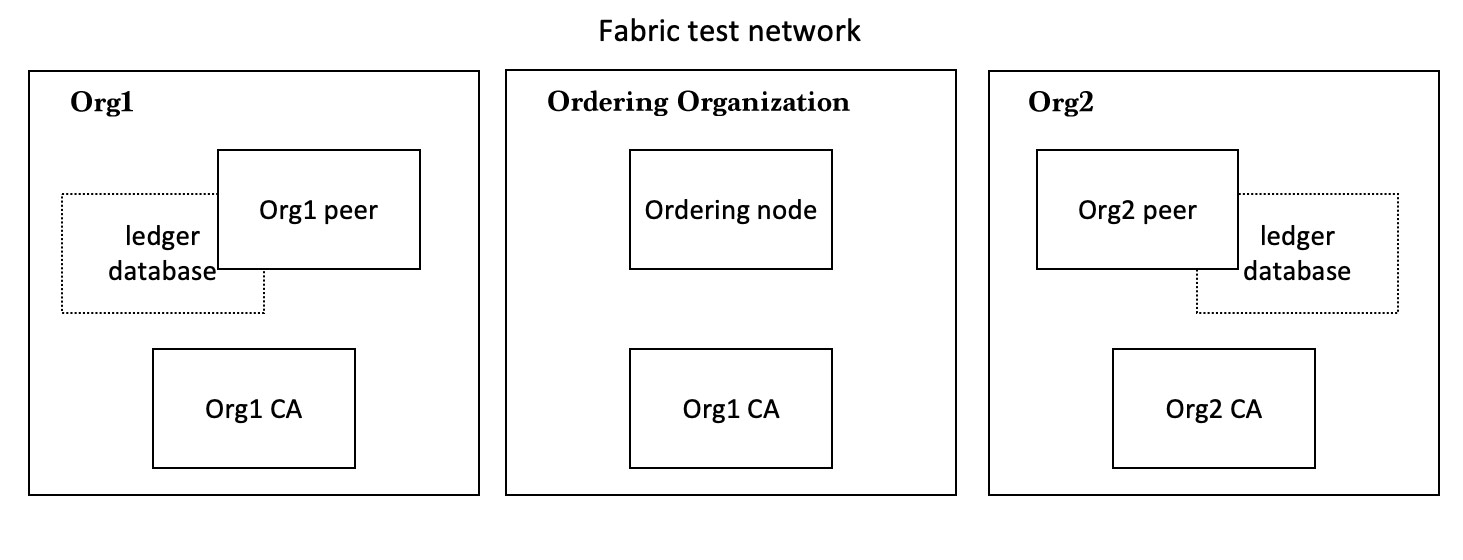 Fabric test network
Org1
Org1 peer
ledger
database
Org1 CA
Ordering Organization
Ordering node
Org1 CA
Org2
Org2 peer
ledger
database
Org2 CA